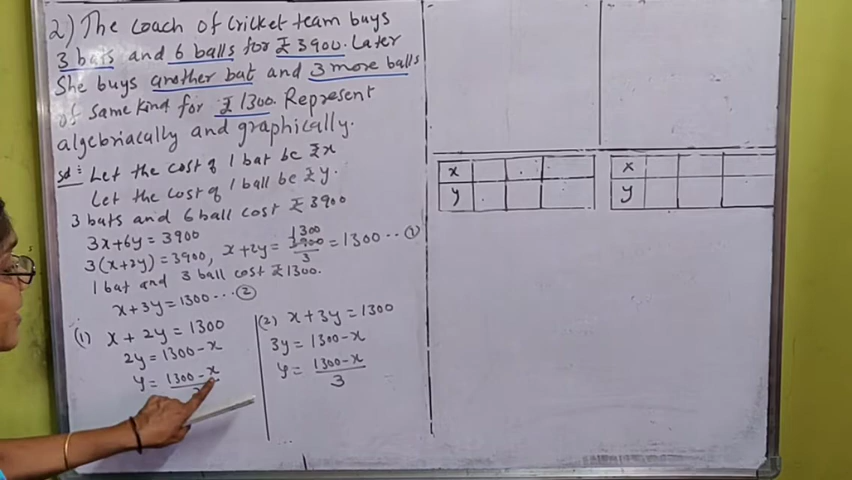 2) The coach of cricket team buys
3 bats and 6 balls for ₹3900. Later
She buys another bat and 3 more balls
of same kind for ₹1300. Represent
algebriacally and graphically.
Sol: Let the cost of 1 bat be ₹x
Let the cost of 1 ball be ₹y.
3 bats and 6 ball cost ₹3900
3x+6y = 3900
3(x+2y) = 3900, x+2y = 1300 3900/3 = 1300 ... ①
1 bat and 3 ball cost ₹1300.
x+3y = 1300 ... ②
(1) x + 2y = 1300
2y = 1300 - x
y = 1300 - x
(2) x + 3y = 1300
3y = 1300 - x
y = 1300 - x / 3
x
y
x
y